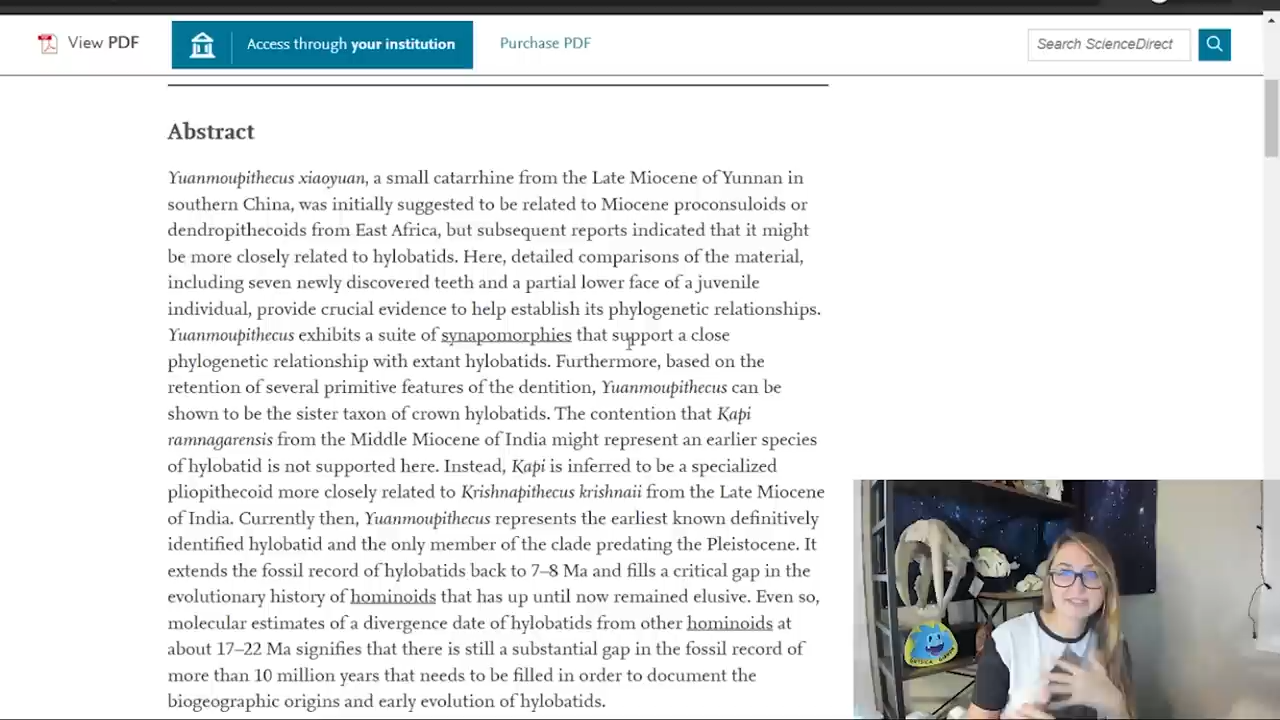 View PDF
Access through your institution
Purchase PDF
Search ScienceDirect
Abstract
Yuanmoupithecus xiaoyuan, a small catarrhine from the Late Miocene of Yunnan in
southern China, was initially suggested to be related to Miocene proconsuloids or
dendropithecoids from East Africa, but subsequent reports indicated that it might
be more closely related to hylobatids. Here, detailed comparisons of the material,
including seven newly discovered teeth and a partial lower face of a juvenile
individual, provide crucial evidence to help establish its phylogenetic relationships.
Yuanmoupithecus exhibits a suite of synapomorphies that support a close
phylogenetic relationship with extant hylobatids. Furthermore, based on the
retention of several primitive features of the dentition, Yuanmoupithecus can be
shown to be the sister taxon of crown hylobatids. The contention that Kapi
ramnagarensis from the Middle Miocene of India might represent an earlier species
of hylobatid is not supported here. Instead, Kapi is inferred to be a specialized
pliopithecoid more closely related to Krishnapithecus krishnaii from the Late Miocene
of India. Currently then, Yuanmoupithecus represents the earliest known definitively
identified hylobatid and the only member of the clade predating the Pleistocene. It
extends the fossil record of hylobatids back to 7–8 Ma and fills a critical gap in the
evolutionary history of hominoids that has up until now remained elusive. Even so,
molecular estimates of a divergence date of hylobatids from other hominoids at
about 17–22 Ma signifies that there is still a substantial gap in the fossil record of
more than 10 million years that needs to be filled in order to document the
biogeographic origins and early evolution of hylobatids.